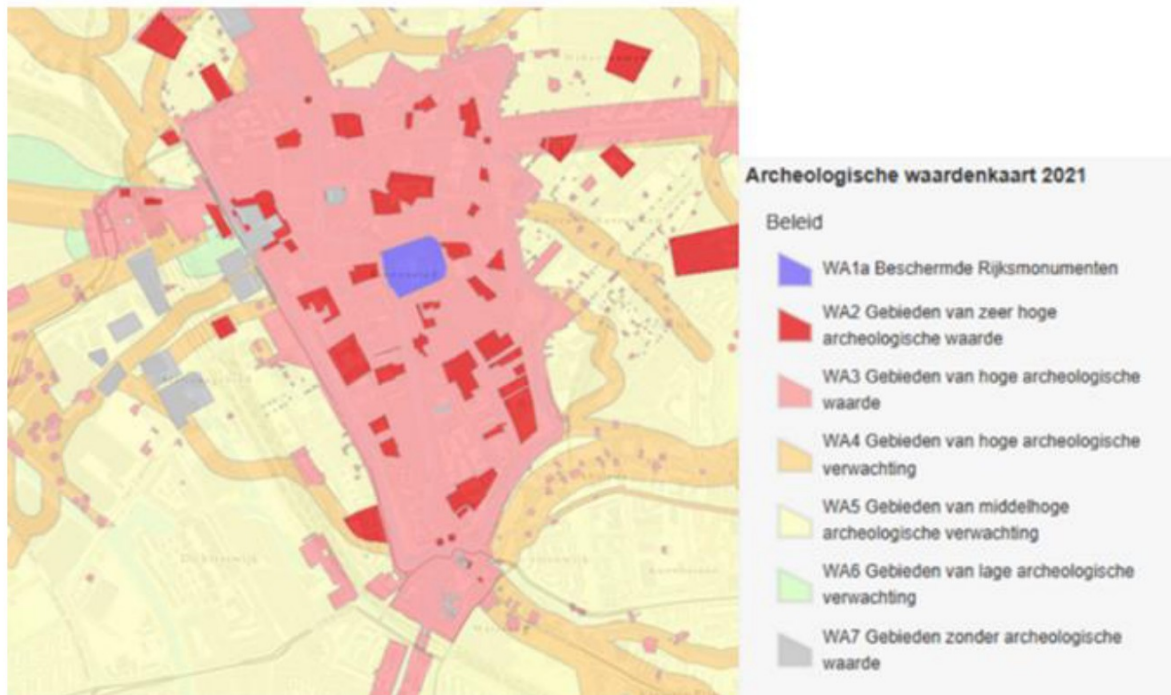 Archeologische waardenkaart 2021
Beleid
WA1a Beschermde Rijksmonumenten
WA2 Gebieden van zeer hoge
archeologische waarde
WA3 Gebieden van hoge archeologische
waarde
WA4 Gebieden van hoge archeologische
verwachting
WA5 Gebieden van middelhoge
archeologische verwachting
WA6 Gebieden van lage archeologische
verwachting
WA7 Gebieden zonder archeologische
waarde